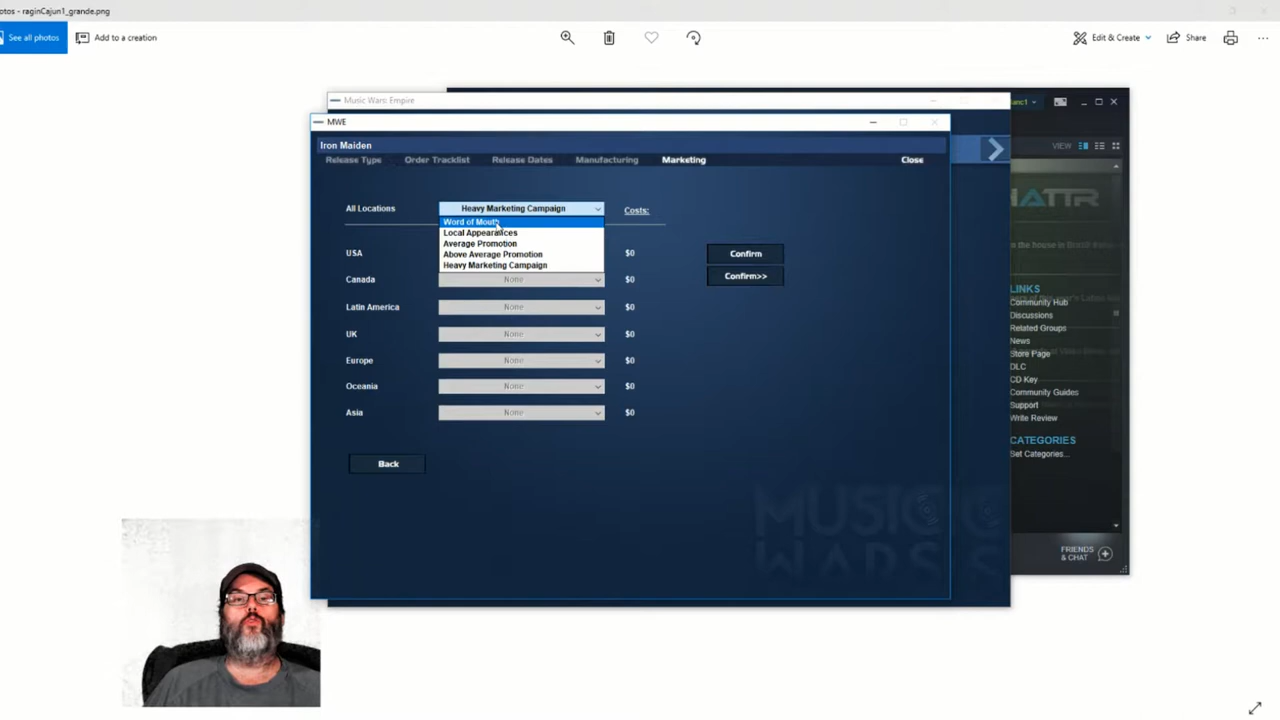 otos - raginCajun1_grande.png
See all photos
Add to a creation
Edit & Create
Share
Music Wars: Empire
MWE
Iron Maiden
Release Type Order Tracklist Release Dates Manufacturing Marketing Close
All Locations Heavy Marketing Campaign Costs:
Word of Mouth
Local Appearances
Average Promotion
Above Average Promotion
Heavy Marketing Campaign
USA $0 Confirm
Canada None $0 Confirm>>
Latin America None $0
UK None $0
Europe None $0
Oceania None $0
Asia None $0
Back
MUSIC
WARS
VIEW
LINKS
Community Hub
Discussions
Related Groups
News
Store Page
DLC
CD Key
Community Guides
Support
Write Review
CATEGORIES
Set Categories...
FRIENDS
& CHAT